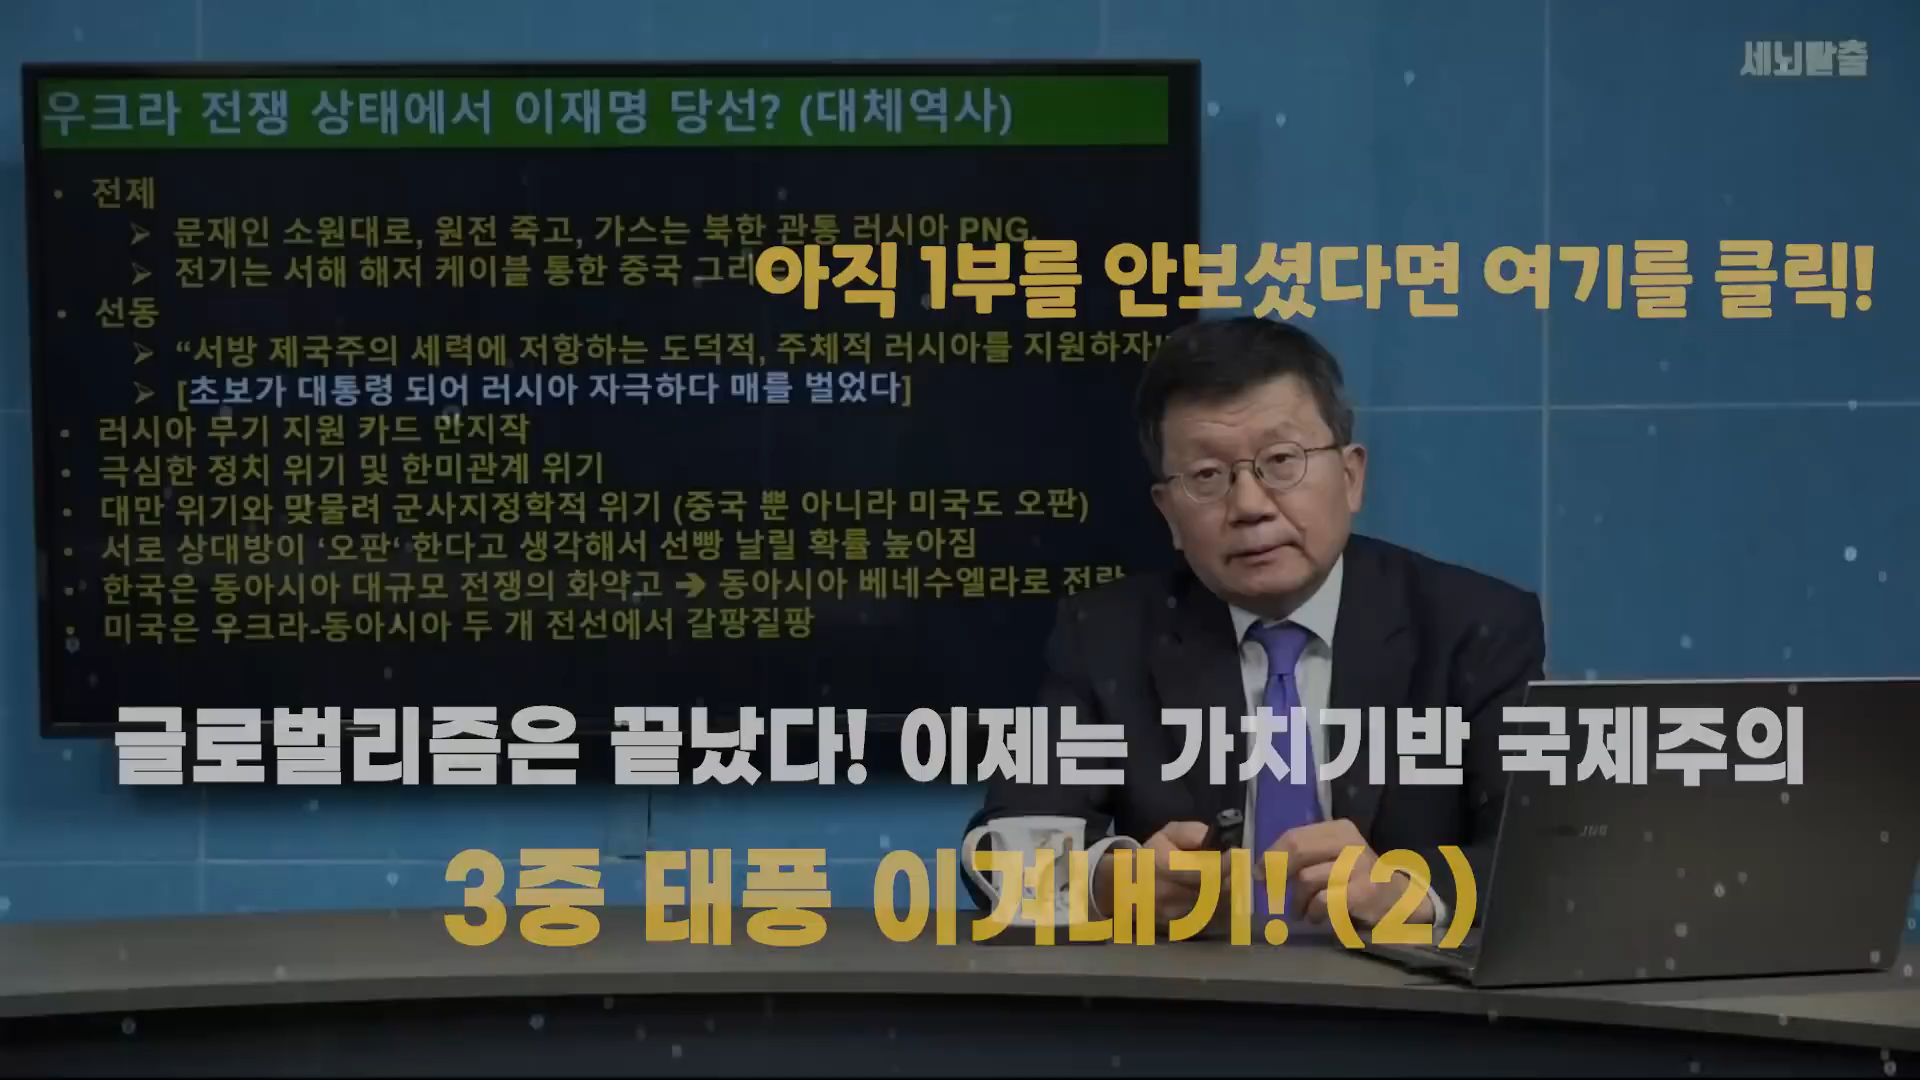 세뇌탈출
우크라 전쟁 상태에서 이재명 당선? (대체역사)
• 전제
➢ 문재인 소원대로, 원전 죽고, 가스는 북한 관통 러시아 PNG.
➢ 전기는 서해 해저 케이블 통한 중국
아직 1부를 안보셨다면 여기를 클릭!
• 선동
➢ “서방 제국주의 세력에 저항하는 도덕적, 주체적 러시아를 지원하자!"
➢ [초보가 대통령 되어 러시아 자극하다 매를 벌었다]
• 러시아 무기 지원 카드 만지작
• 극심한 정치 위기 및 한미관계 위기
• 대만 위기와 맞물려 군사지정학적 위기 (중국 뿐 아니라 미국도 오판)
• 서로 상대방이 ‘오판‘ 한다고 생각해서 선빵 날릴 확률 높아짐
• 한국은 동아시아 대규모 전쟁의 화약고 ➔ 동아시아 베네수엘라로 전락
• 미국은 우크라-동아시아 두 개 전선에서 갈팡질팡
글로벌리즘은 끝났다! 이제는 가치기반 국제주의
3중 태풍 이겨내기! (2)